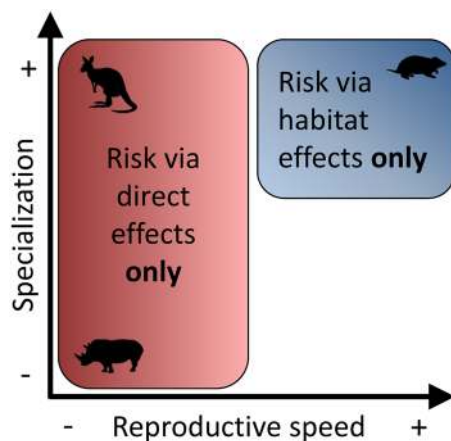 +
Specialization
-
Risk via
direct
effects
only
Risk via
habitat
effects only
-
Reproductive speed
+